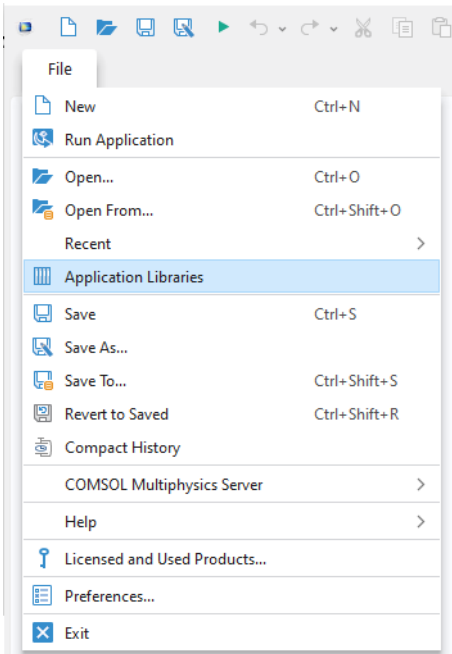 File
New Ctrl+N
Run Application
Open... Ctrl+O
Open From... Ctrl+Shift+O
Recent
Application Libraries
Save Ctrl+S
Save As...
Save To... Ctrl+Shift+S
Revert to Saved Ctrl+Shift+R
Compact History
COMSOL Multiphysics Server
Help
Licensed and Used Products...
Preferences...
Exit